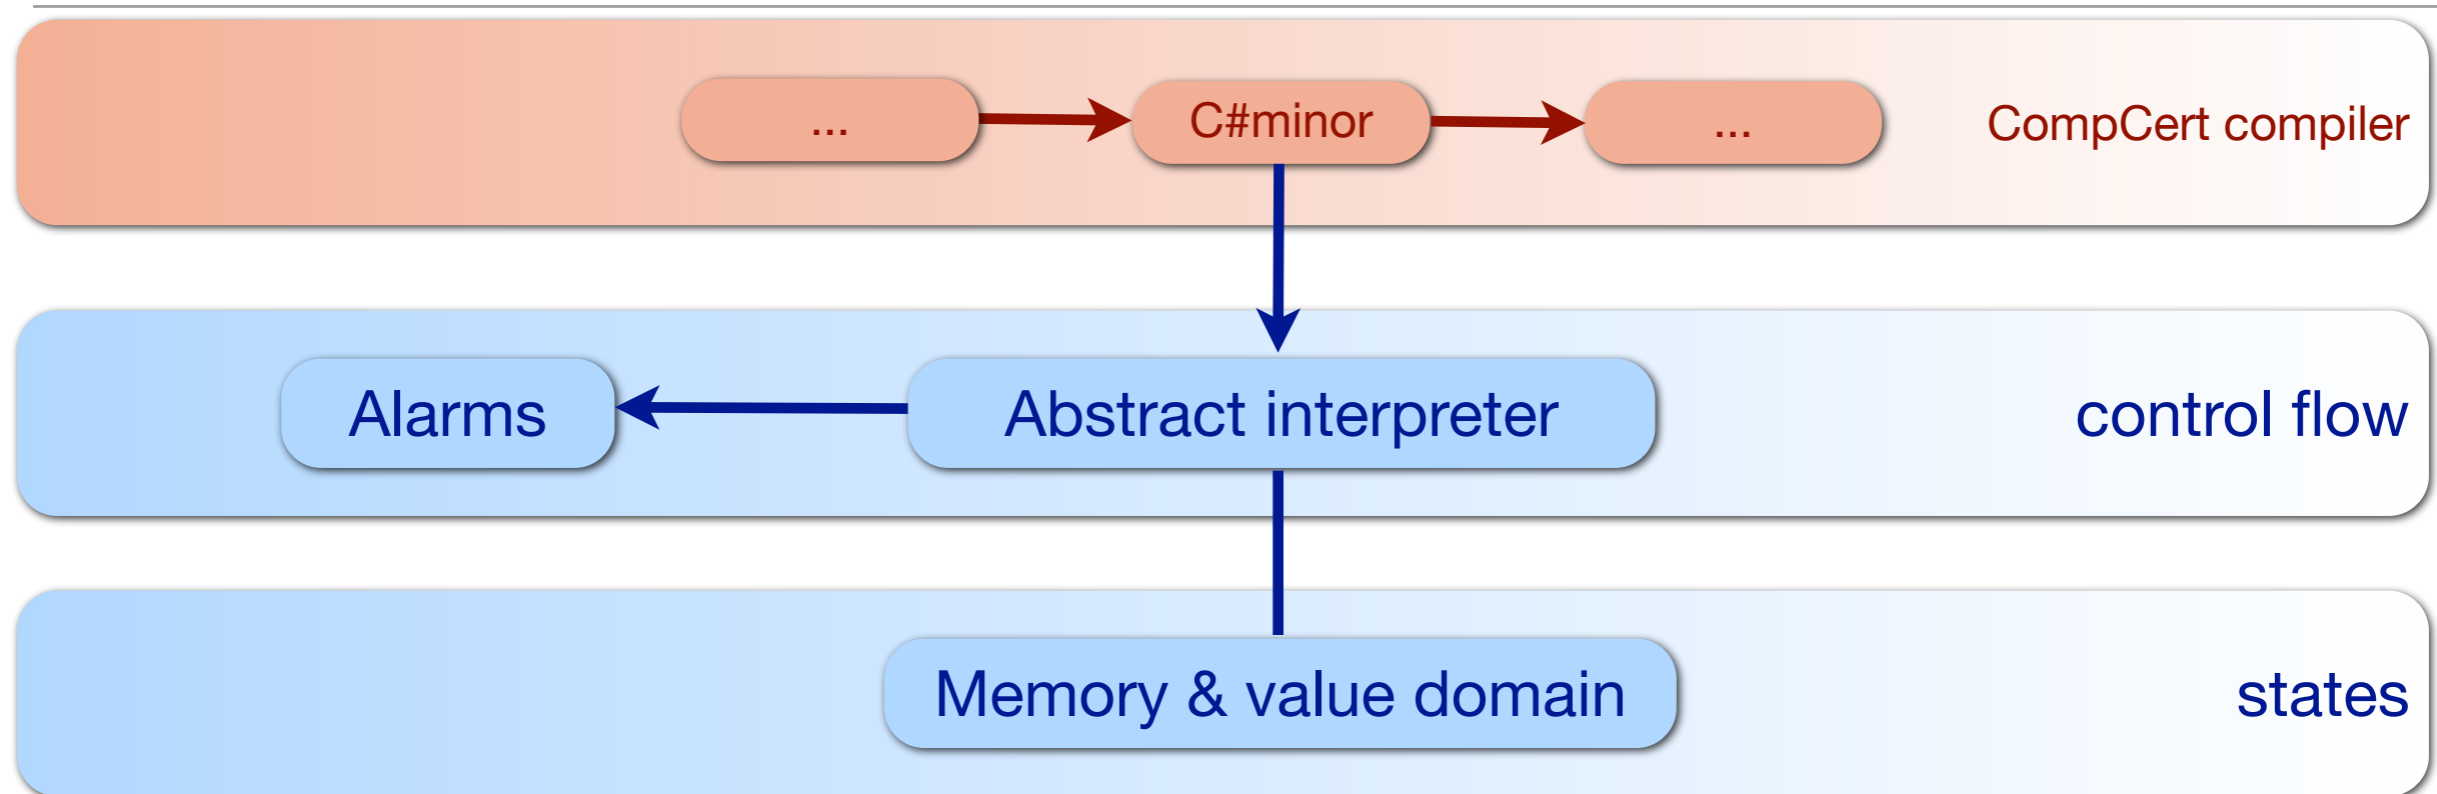 ...
C#minor
...
CompCert compiler
Alarms
Abstract interpreter
control flow
Memory & value domain
states